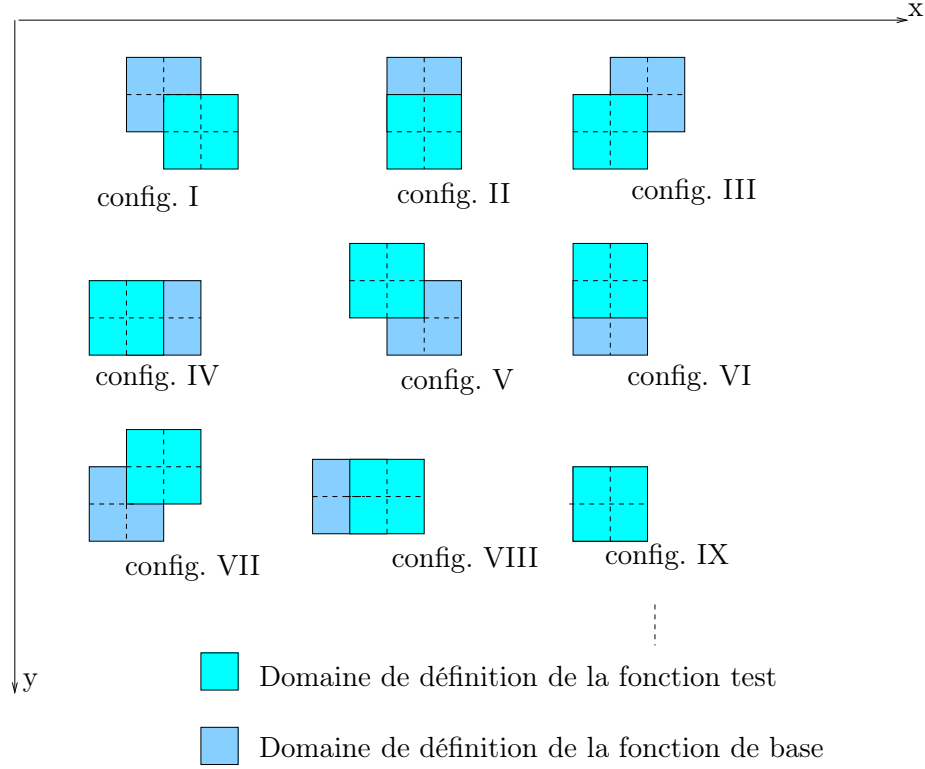 x
config. I
config. II
config. III
config. IV
config. V
config. VI
config. VII
config. VIII
config. IX
y
Domaine de définition de la fonction test
Domaine de définition de la fonction de base